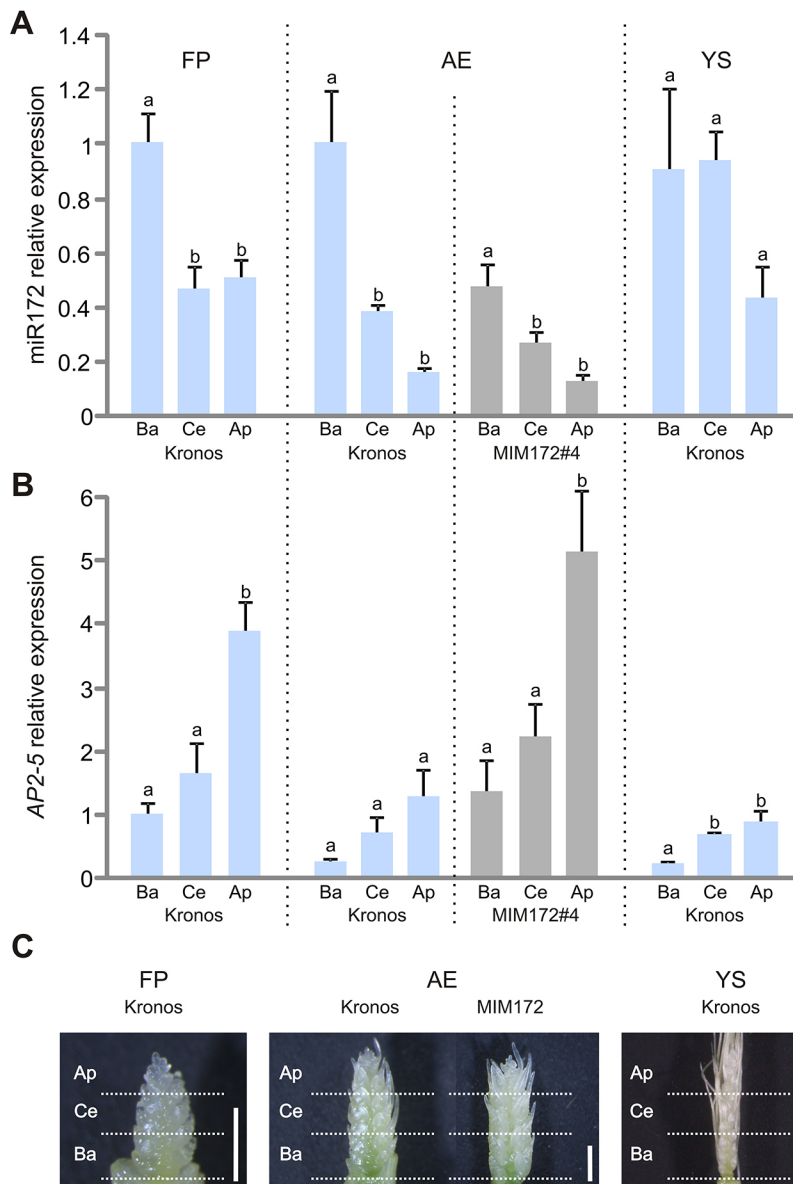 A
miR172 relative expression
1.4
1.2
1
0.8
0.6
0.4
0.2
0
FP AE YS
a b b a b b a b b a a a
Ba Ce Ap Ba Ce Ap Ba Ce Ap Ba Ce Ap
Kronos Kronos MIM172#4 Kronos
B
AP2-5 relative expression
6
5
4
3
2
1
0
a a b a a a a a b a b b
Ba Ce Ap Ba Ce Ap Ba Ce Ap Ba Ce Ap
Kronos Kronos MIM172#4 Kronos
C
FP AE YS
Kronos Kronos MIM172 Kronos
Ap Ap Ap
Ce Ce Ce
Ba Ba Ba